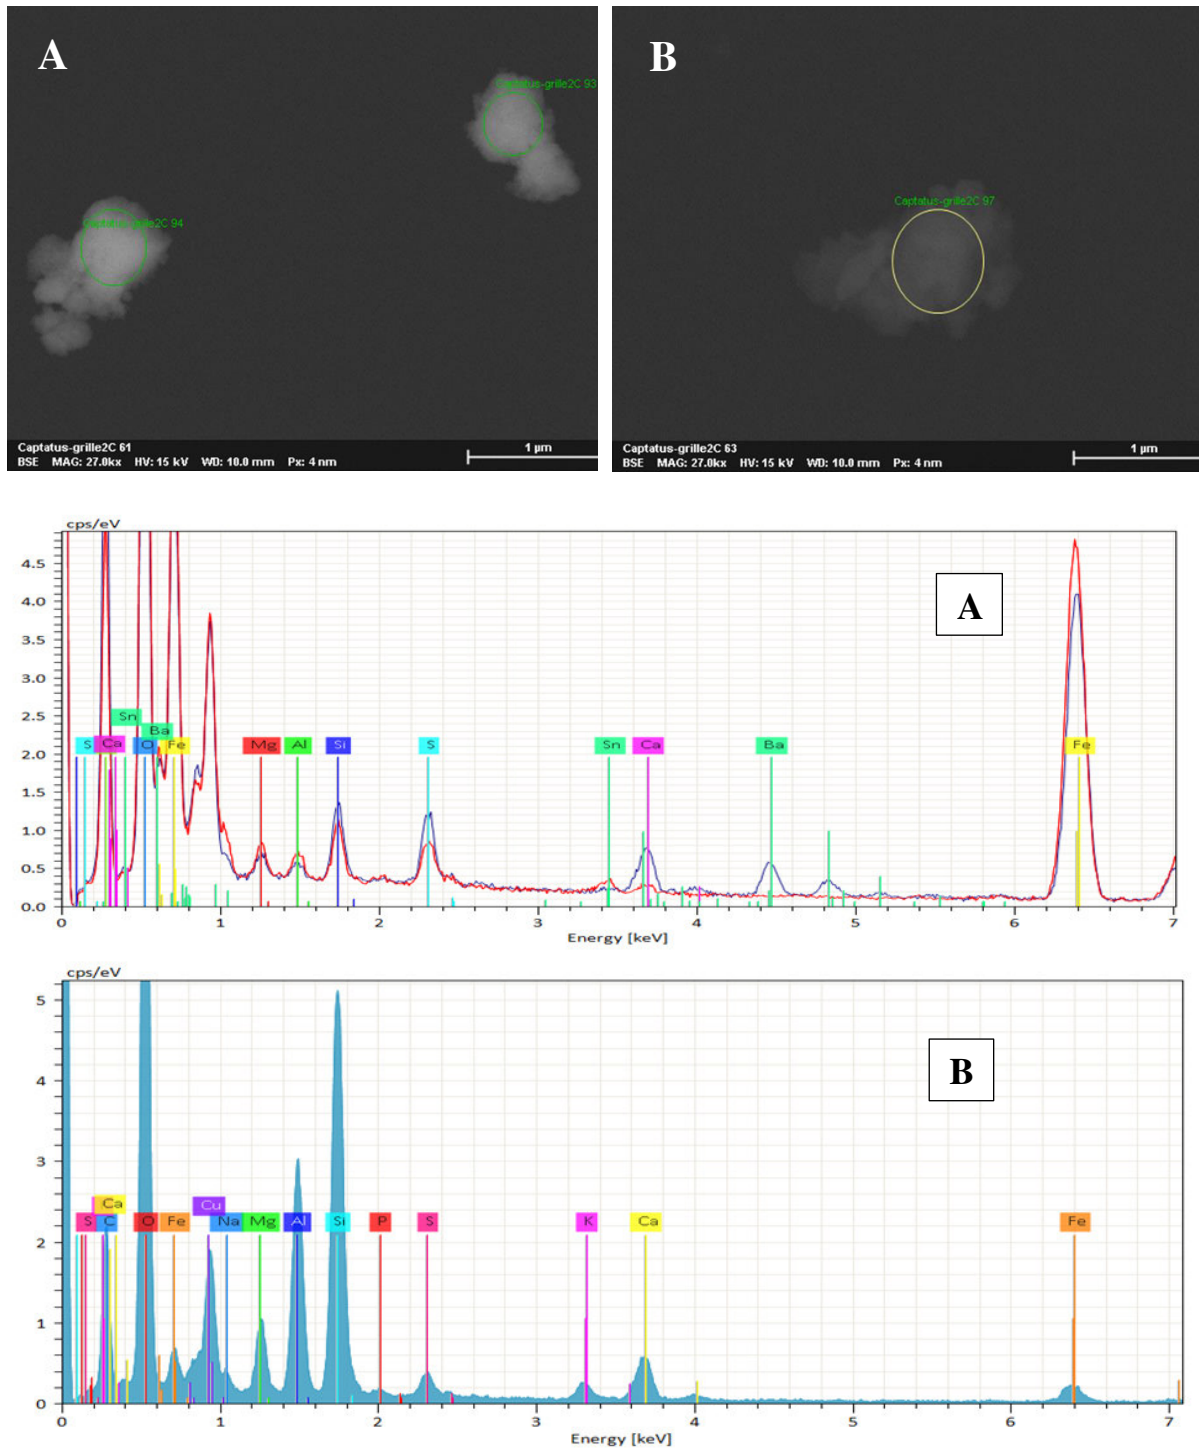 A
Captatus-grille2C 93
Captatus-grille2C 94
Captatus-grille2C 61
BSE MAG: 27.0kx HV: 15 kV WD: 10.0 mm Px: 4 nm
1 µm
B
Captatus-grille2C 97
Captatus-grille2C 63
BSE MAG: 27.0kx HV: 15 kV WD: 10.0 mm Px: 4 nm
1 µm
cps/eV
A
4.5
4.0
3.5
3.0
2.5
2.0
1.5
1.0
0.5
0.0
Sn
Ba
S Ca O Fe Mg Al Si S Sn Ca Ba Fe
0 1 2 3 4 5 6 7
Energy [keV]
cps/eV
B
5
4
3
2
1
0
Ca Cu
S C O Fe Na Mg Al Si P S K Ca Fe
0 1 2 3 4 5 6 7
Energy [keV]